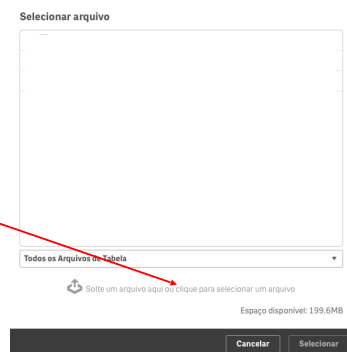 Selecionar arquivo
Todos os Arquivos de Tabela
Solte um arquivo aqui ou clique para selecionar um arquivo
Espaço disponível: 199.6MB
Cancelar
Selecionar